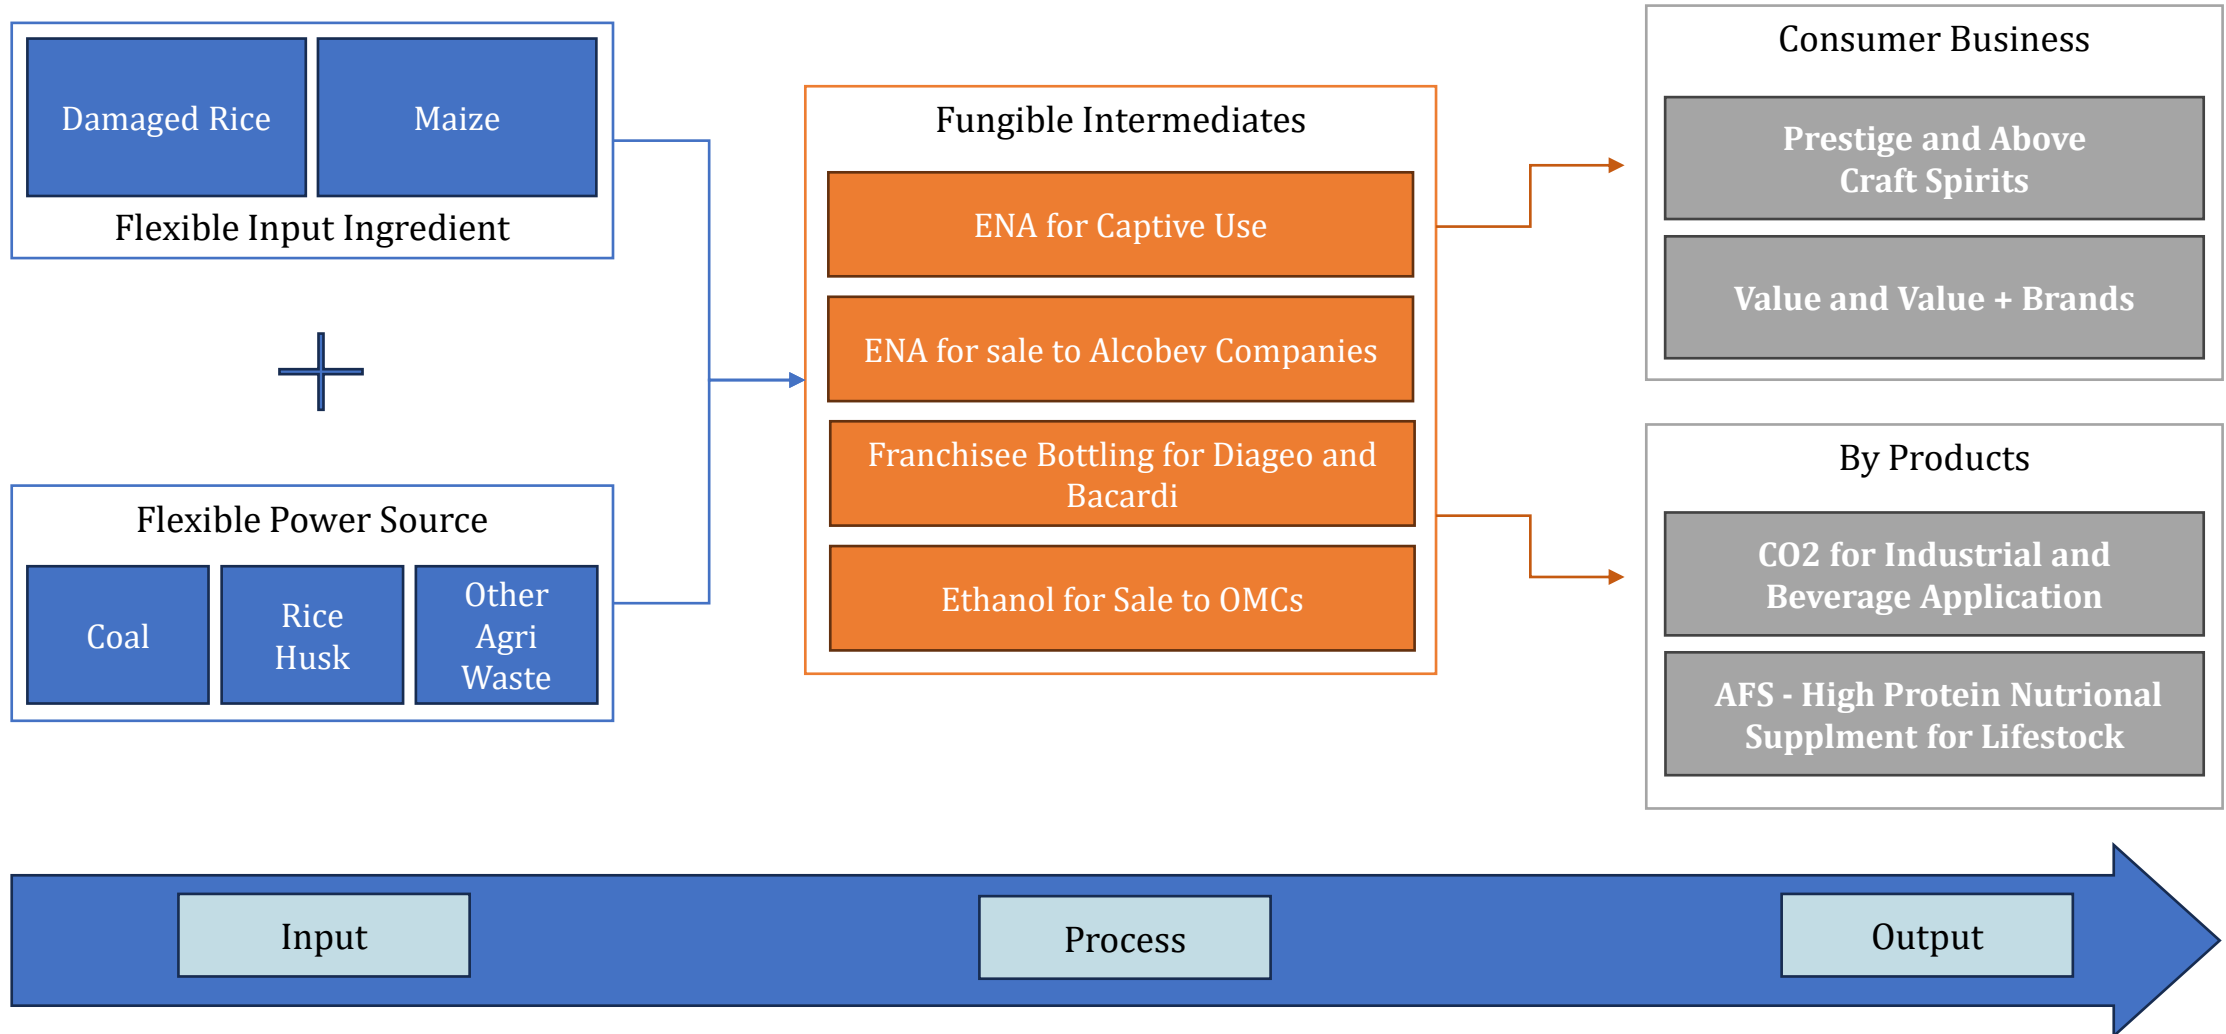 Damaged Rice
Maize
Flexible Input Ingredient
Flexible Power Source
Coal
Rice
Husk
Other
Agri
Waste
Fungible Intermediates
ENA for Captive Use
ENA for sale to Alcobev Companies
Franchisee Bottling for Diageo and
Bacardi
Ethanol for Sale to OMCs
Consumer Business
Prestige and Above
Craft Spirits
Value and Value + Brands
By Products
CO2 for Industrial and
Beverage Application
AFS - High Protein Nutrional
Supplment for Lifestock
Input
Process
Output